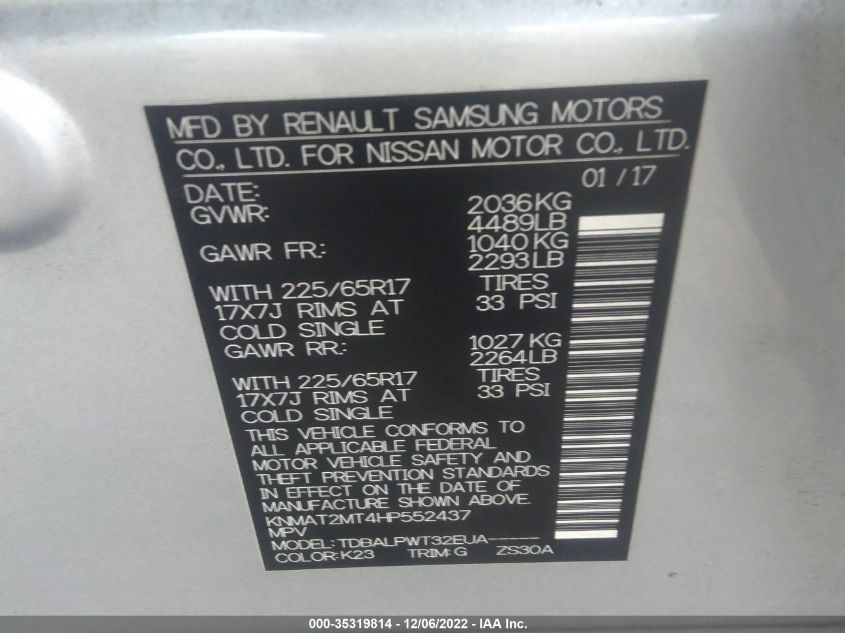 MFD BY RENAULT SAMSUNG MOTORS
CO., LTD. FOR NISSAN MOTOR CO., LTD.
DATE: 01 / 17
GVWR: 2036KG
4489LB
GAWR FR.: 1040KG
2293LB
WITH 225/65R17 TIRES
17X7J RIMS AT 33 PSI
COLD SINGLE
GAWR RR.: 1027KG
2264LB
WITH 225/65R17 TIRES
17X7J RIMS AT 33 PSI
COLD SINGLE
THIS VEHICLE CONFORMS TO
ALL APPLICABLE FEDERAL
MOTOR VEHICLE SAFETY AND
THEFT PREVENTION STANDARDS
IN EFFECT ON THE DATE OF
MANUFACTURE SHOWN ABOVE.
KNMAT2MT4HP552437
MPV
MODEL: TDBALPWT32EUA-----
COLOR: K23 TRIM: G ZS30A
000-35319814 - 12/06/2022 - IAA Inc.